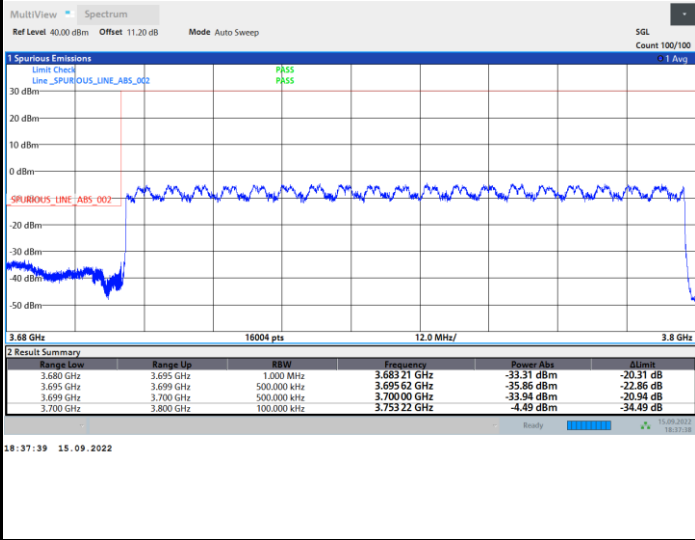 MultiView Spectrum
Ref Level 40.00 dBm Offset 11.20 dB Mode Auto Sweep SGL
Count 100/100
1 Spurious Emissions 1 Avg
Limit Check PASS
Line _SPURIOUS_LINE_ABS_002 PASS
30 dBm
20 dBm
10 dBm
0 dBm
_SPURIOUS_LINE_ABS_002
-20 dBm
-30 dBm
-40 dBm
-50 dBm
3.68 GHz 16004 pts 12.0 MHz/ 3.8 GHz
2 Result Summary
Range Low Range Up RBW Frequency Power Abs ΔLimit
3.680 GHz 3.695 GHz 1.000 MHz 3.683 21 GHz -33.31 dBm -20.31 dB
3.695 GHz 3.699 GHz 500.000 kHz 3.695 62 GHz -35.86 dBm -22.86 dB
3.699 GHz 3.700 GHz 500.000 kHz 3.700 00 GHz -33.94 dBm -20.94 dB
3.700 GHz 3.800 GHz 100.000 kHz 3.753 22 GHz -4.49 dBm -34.49 dB
Ready 15.09.2022
18:37:38
18:37:39 15.09.2022